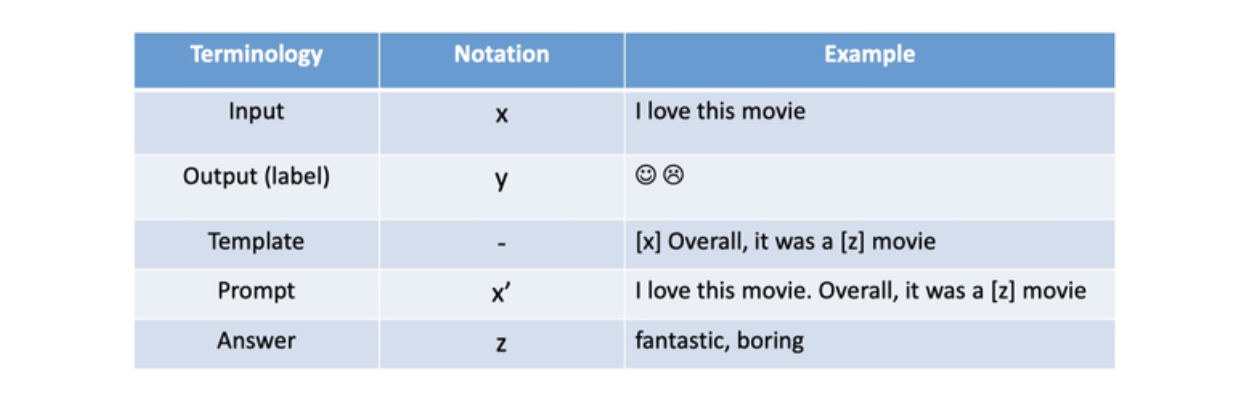 Terminology Notation Example
Input x I love this movie
Output (label) y ☺ ☹
Template - [x] Overall, it was a [z] movie
Prompt x’ I love this movie. Overall, it was a [z] movie
Answer z fantastic, boring